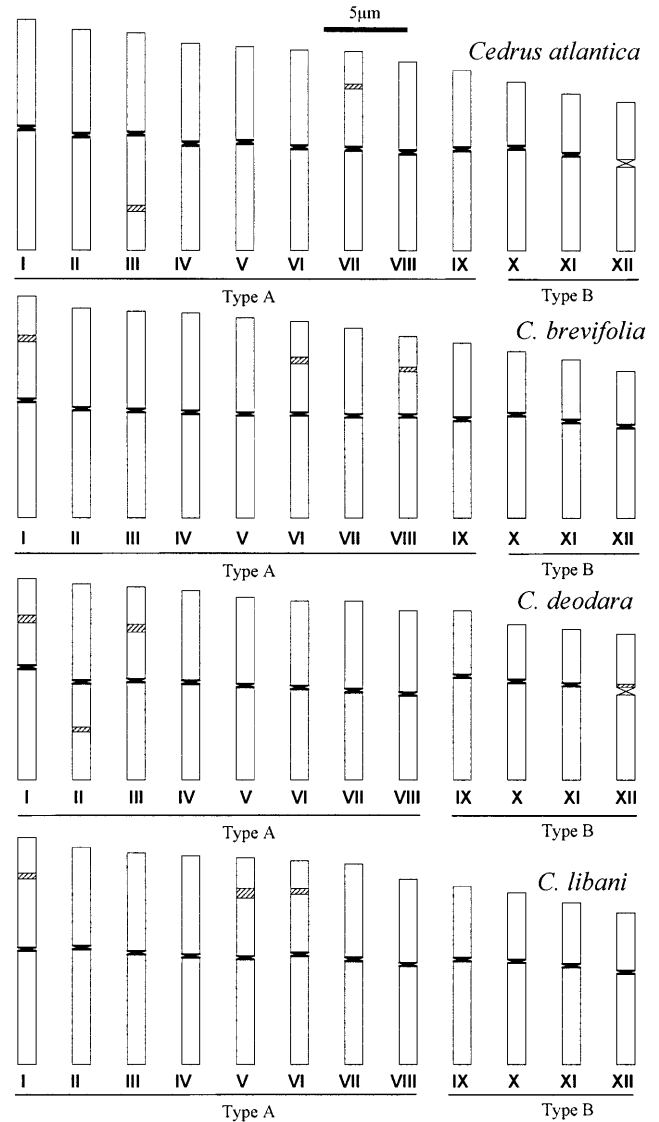 5μm
Cedrus atlantica
I II III IV V VI VII VIII IX X XI XII
Type A Type B
C. brevifolia
I II III IV V VI VII VIII IX X XI XII
Type A Type B
C. deodara
I II III IV V VI VII VIII IX X XI XII
Type A Type B
C. libani
I II III IV V VI VII VIII IX X XI XII
Type A Type B